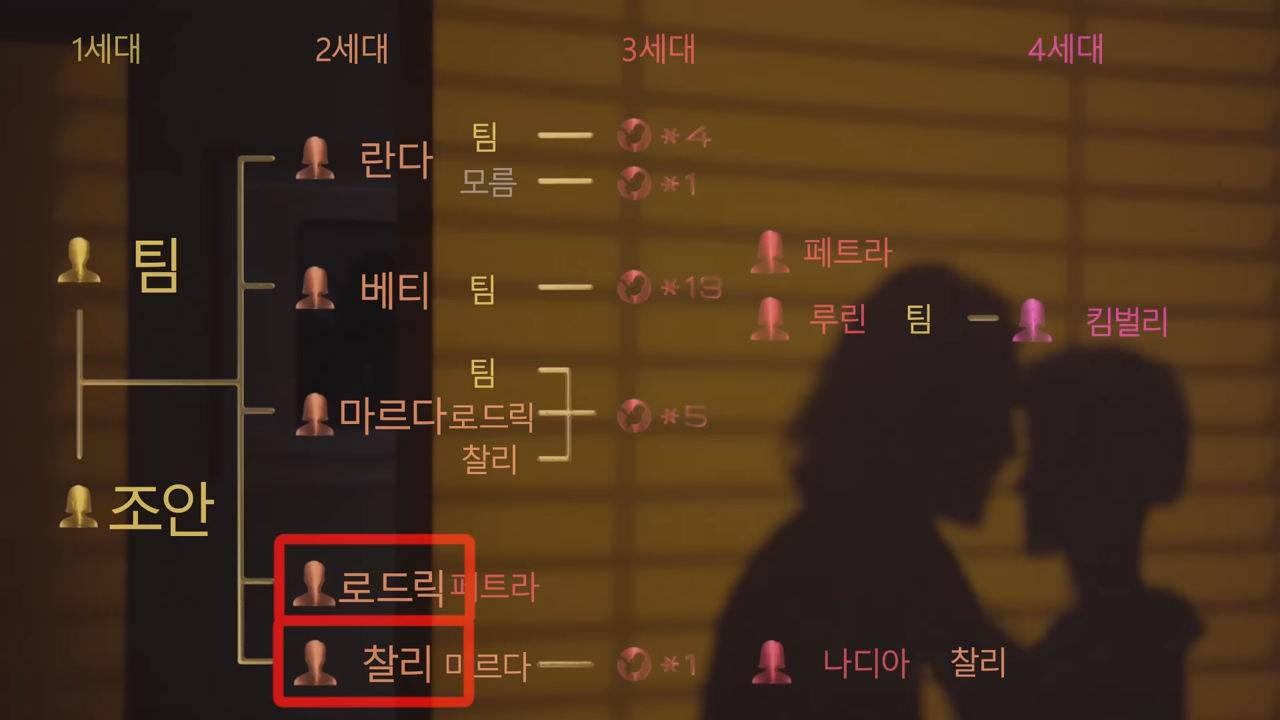 1세대 2세대 3세대 4세대
란다 팀 *4
모름 *1
팀 베티 팀 *13 페트라
루린 팀 킴벌리
팀
마르다 로드릭 *5
찰리
조안
로드릭 페트라
찰리 마르다 *1 나디아 찰리